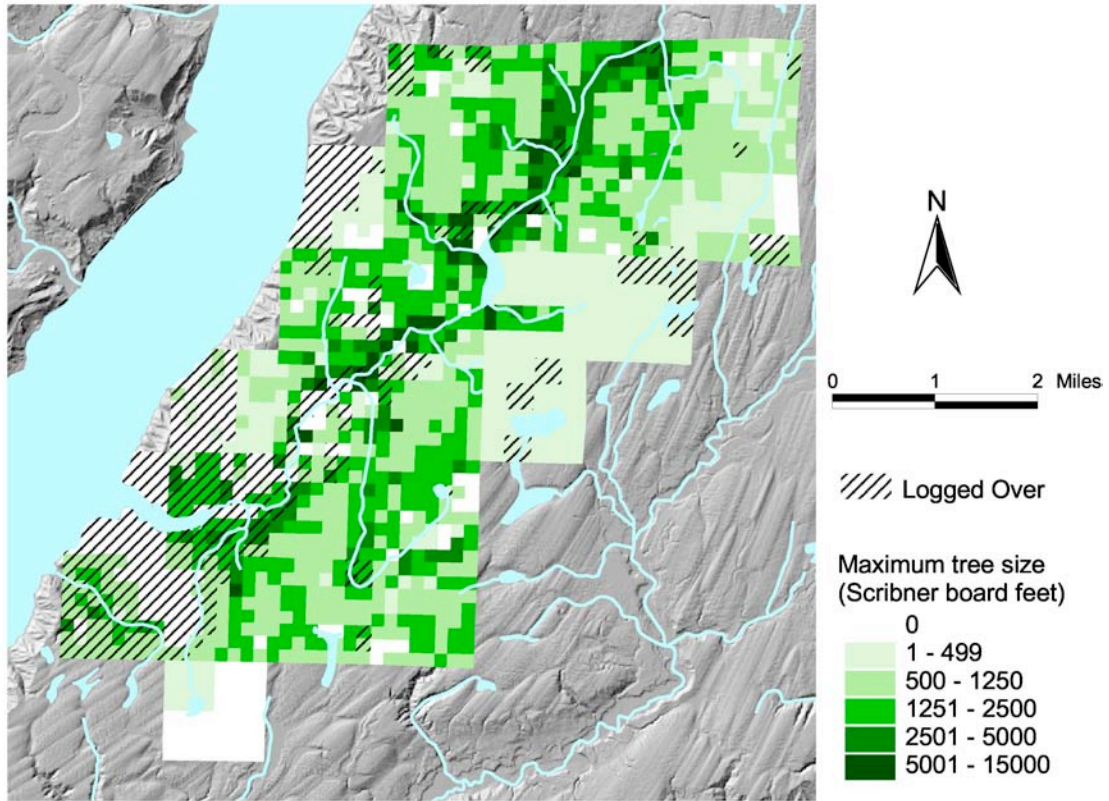 N
0 1 2 Miles
Logged Over
Maximum tree size
(Scribner board feet)
0
1 - 499
500 - 1250
1251 - 2500
2501 - 5000
5001 - 15000